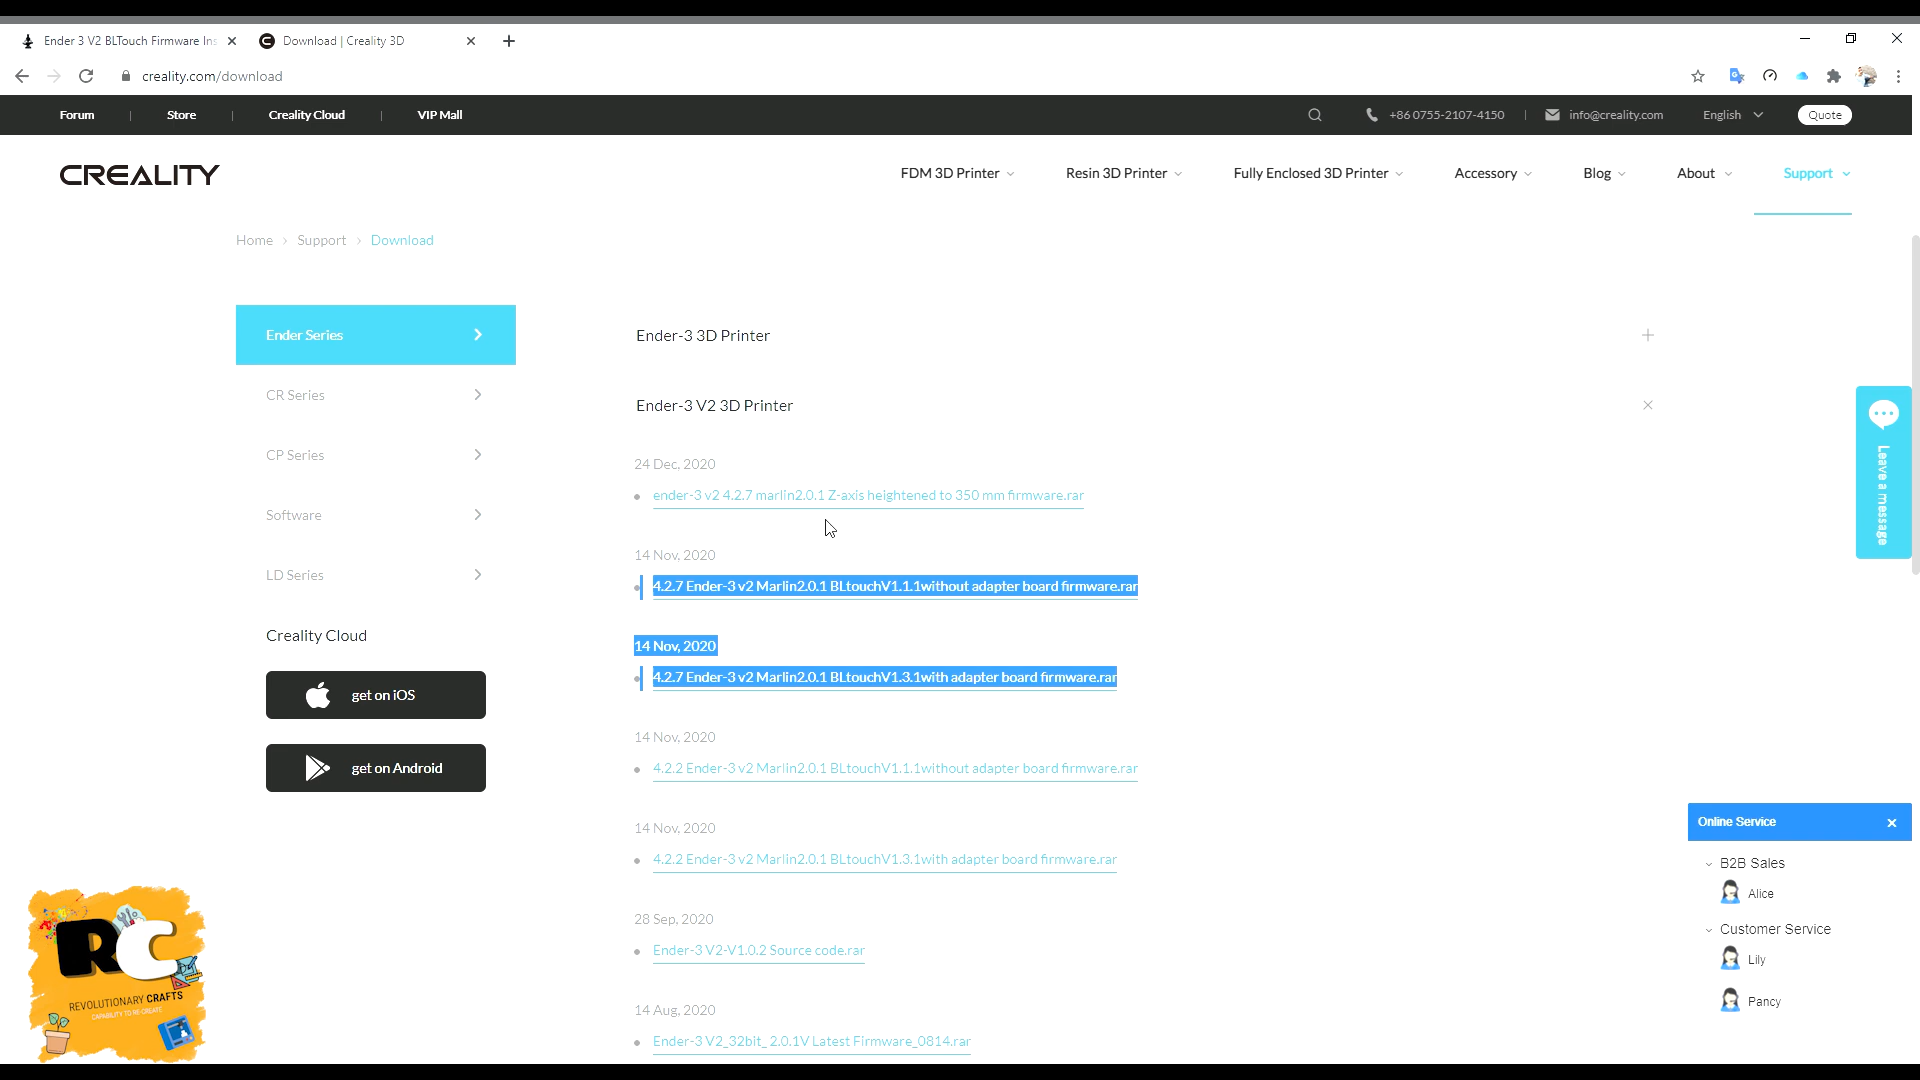 Ender 3 V2 BLTouch Firmware Ins
Download | Creality 3D
creality.com/download
Forum | Store | Creality Cloud | VIP Mall
+86 0755-2107-4150 | info@creality.com English Quote
CREALITY
FDM 3D Printer Resin 3D Printer Fully Enclosed 3D Printer Accessory Blog About Support
Home > Support > Download
Ender Series
CR Series
CP Series
Software
LD Series
Creality Cloud
get on iOS
get on Android
Ender-3 3D Printer
Ender-3 V2 3D Printer
24 Dec, 2020
ender-3 v2 4.2.7 marlin2.0.1 Z-axis heightened to 350 mm firmware.rar
14 Nov, 2020
4.2.7 Ender-3 v2 Marlin2.0.1 BLtouchV1.1.1without adapter board firmware.rar
14 Nov, 2020
4.2.7 Ender-3 v2 Marlin2.0.1 BLtouchV1.3.1with adapter board firmware.rar
14 Nov, 2020
4.2.2 Ender-3 v2 Marlin2.0.1 BLtouchV1.1.1without adapter board firmware.rar
14 Nov, 2020
4.2.2 Ender-3 v2 Marlin2.0.1 BLtouchV1.3.1with adapter board firmware.rar
28 Sep, 2020
Ender-3 V2-V1.0.2 Source code.rar
14 Aug, 2020
Ender-3 V2_32bit_ 2.0.1V Latest Firmware_0814.rar
Leave a message
Online Service
B2B Sales
Alice
Customer Service
Lily
Pancy
RC
REVOLUTIONARY CRAFTS
CAPABILITY TO RE-CREATE